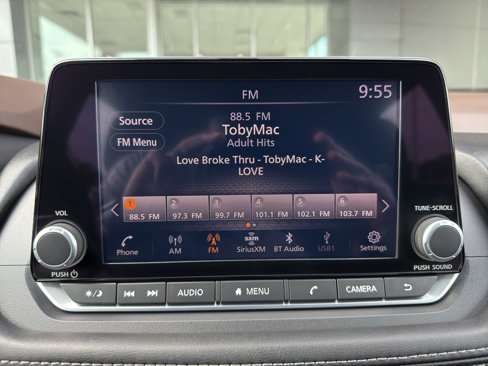 FM
9:55
Source
88.5 FM
TobyMac
Adult Hits
FM Menu
Love Broke Thru - TobyMac - K-
LOVE
1 2 3 4 5 6
88.5 FM 97.3 FM 99.7 FM 101.1 FM 102.1 FM 103.7 FM
VOL
TUNE-SCROLL
Phone AM FM SXM SiriusXM BT Audio USB1 Settings
PUSH
PUSH SOUND
AUDIO MENU CAMERA